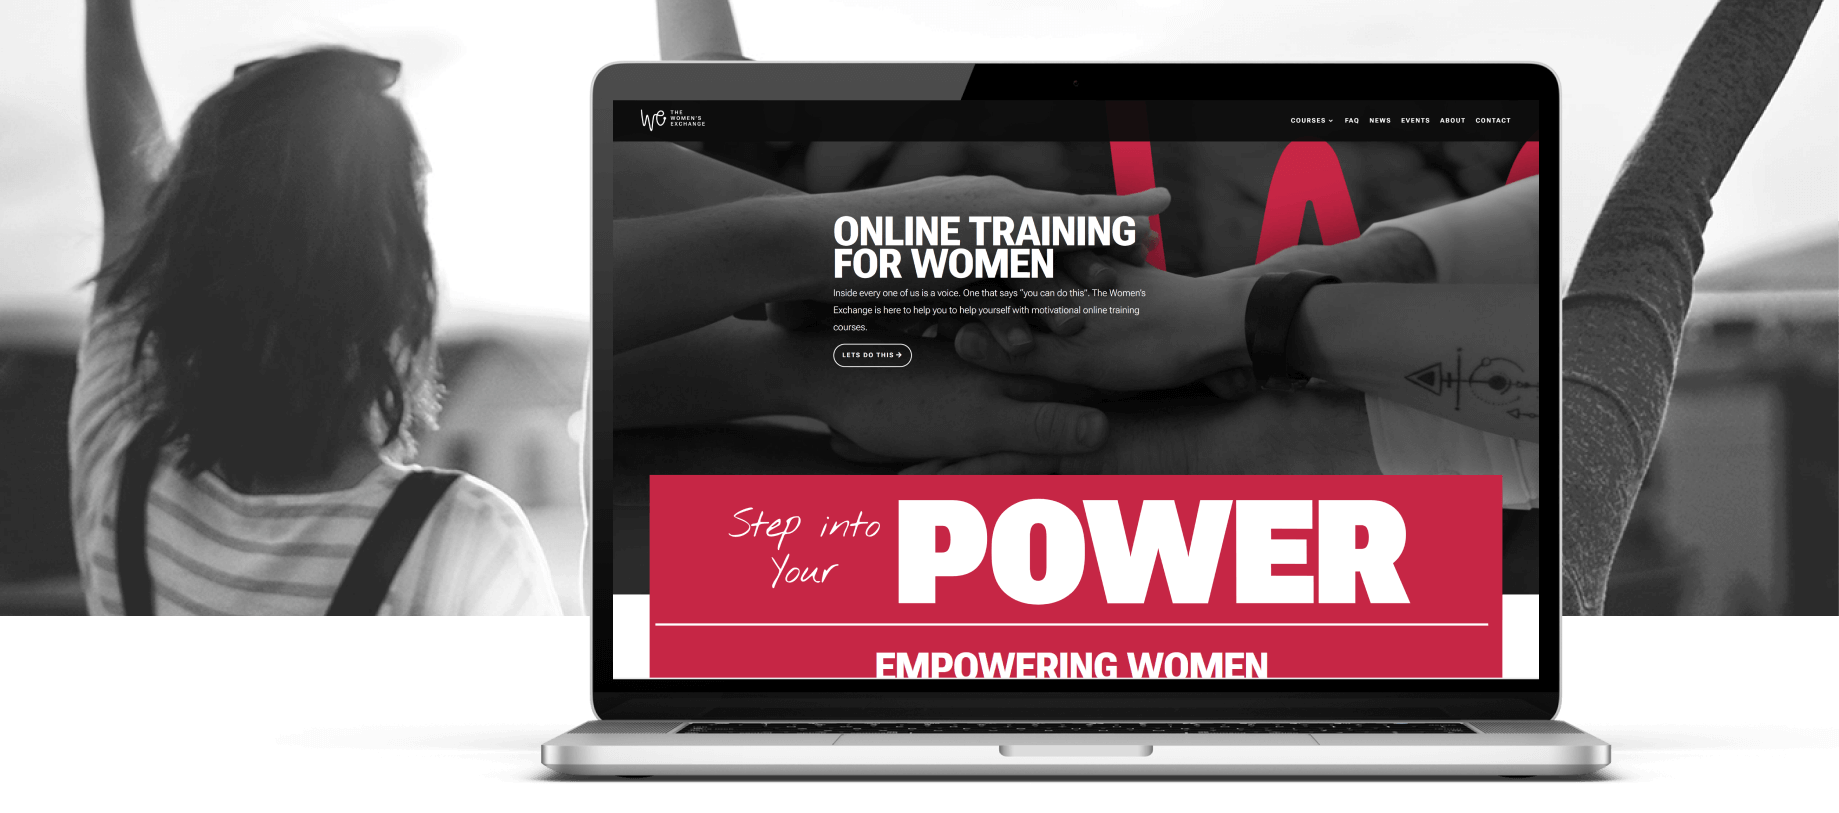 We THE
WOMEN'S
EXCHANGE
COURSES FAQ NEWS EVENTS ABOUT CONTACT
ONLINE TRAINING
FOR WOMEN
Inside every one of us is a voice. One that says "you can do this". The Women's
Exchange is here to help you to help yourself with motivational online training
courses.
LETS DO THIS →
Step into
Your
POWER
EMPOWERING WOMEN